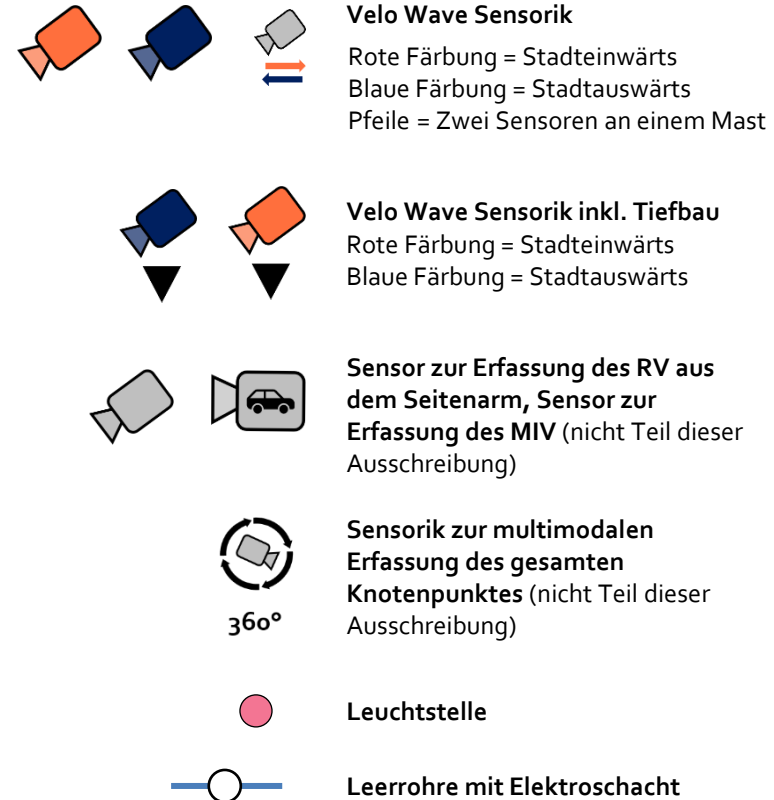 Velo Wave Sensorik
Rote Färbung = Stadteinwärts
Blaue Färbung = Stadtauswärts
Pfeile = Zwei Sensoren an einem Mast
Velo Wave Sensorik inkl. Tiefbau
Rote Färbung = Stadteinwärts
Blaue Färbung = Stadtauswärts
Sensor zur Erfassung des RV aus
dem Seitenarm, Sensor zur
Erfassung des MIV (nicht Teil dieser
Ausschreibung)
Sensorik zur multimodalen
Erfassung des gesamten
Knotenpunktes (nicht Teil dieser
Ausschreibung)
360°
Leuchtstelle
Leerrohre mit Elektroschacht